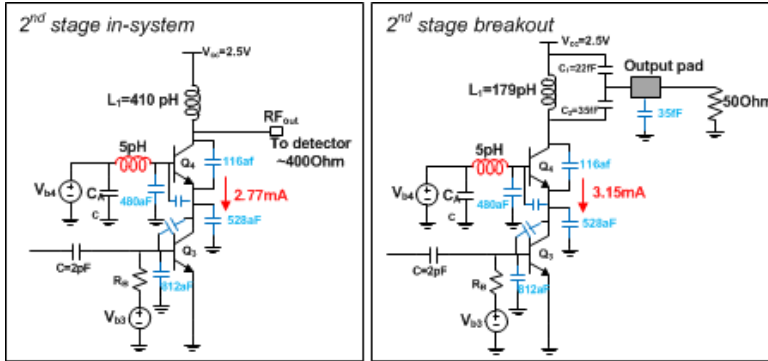 2nd stage in-system
Vcc=2.5V
L1=410 pH
RFout
To detector
~400Ohm
5pH
Q4
116af
2.77mA
Vb4
CA
C
480aF
528aF
Q3
C=2pF
RB
812aF
Vb3
2nd stage breakout
Vcc=2.5V
C1=22fF
Output pad
L1=179pH
C2=35fF
50Ohm
35fF
5pH
Q4
116af
3.15mA
Vb4
CA
C
480aF
528aF
Q3
C=2pF
RB
812aF
Vb3